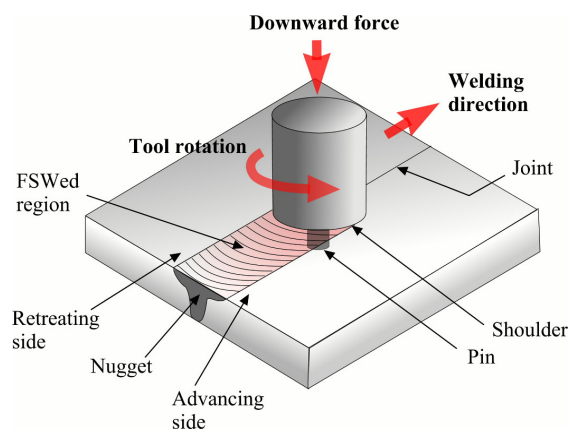 Downward force
Welding
direction
Tool rotation
Joint
FSWed
region
Retreating
side
Nugget
Advancing
side
Shoulder
Pin